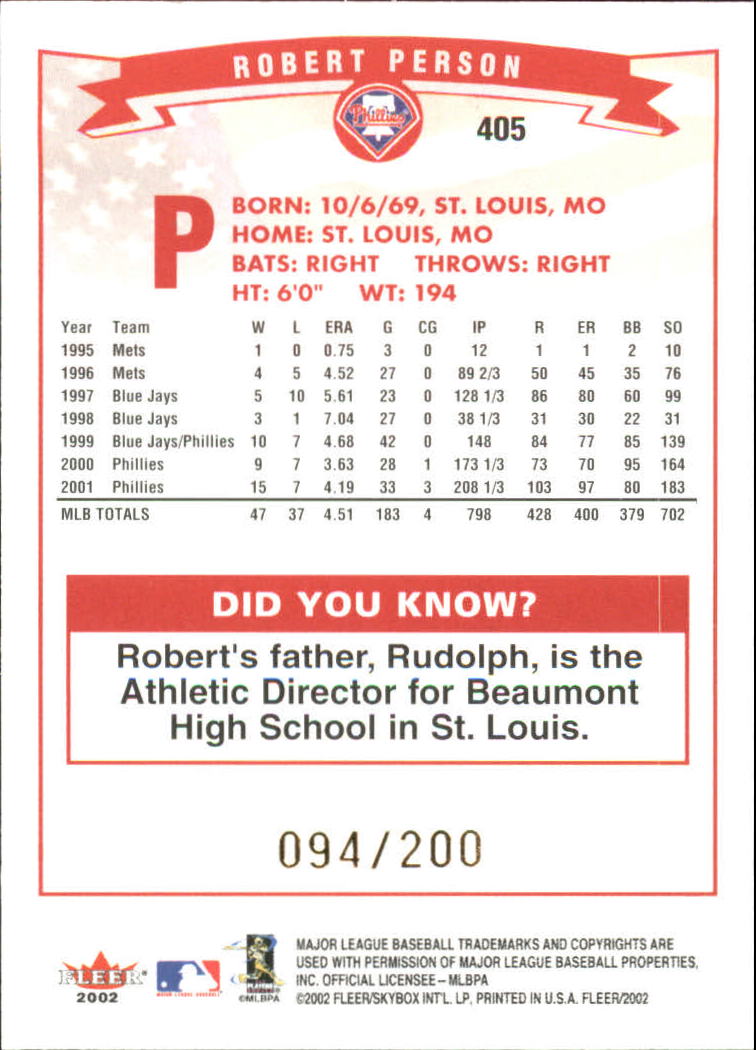 ROBERT PERSON
Phillies
405
P
BORN: 10/6/69, ST. LOUIS, MO
HOME: ST. LOUIS, MO
BATS: RIGHT THROWS: RIGHT
HT: 6'0" WT: 194
Year Team W L ERA G CG IP R ER BB SO
1995 Mets 1 0 0.75 3 0 12 1 1 2 10
1996 Mets 4 5 4.52 27 0 89 2/3 50 45 35 76
1997 Blue Jays 5 10 5.61 23 0 128 1/3 86 80 60 99
1998 Blue Jays 3 1 7.04 27 0 38 1/3 31 30 22 31
1999 Blue Jays/Phillies 10 7 4.68 42 0 148 84 77 85 139
2000 Phillies 9 7 3.63 28 1 173 1/3 73 70 95 164
2001 Phillies 15 7 4.19 33 3 208 1/3 103 97 80 183
MLB TOTALS 47 37 4.51 183 4 798 428 400 379 702
DID YOU KNOW?
Robert's father, Rudolph, is the
Athletic Director for Beaumont
High School in St. Louis.
094/200
FLEER
2002
MAJOR LEAGUE BASEBALL
PLAYERS
©MLBPA
MAJOR LEAGUE BASEBALL TRADEMARKS AND COPYRIGHTS ARE
USED WITH PERMISSION OF MAJOR LEAGUE BASEBALL PROPERTIES,
INC. OFFICIAL LICENSEE – MLBPA
©2002 FLEER/SKYBOX INT'L. LP, PRINTED IN U.S.A. FLEER/2002